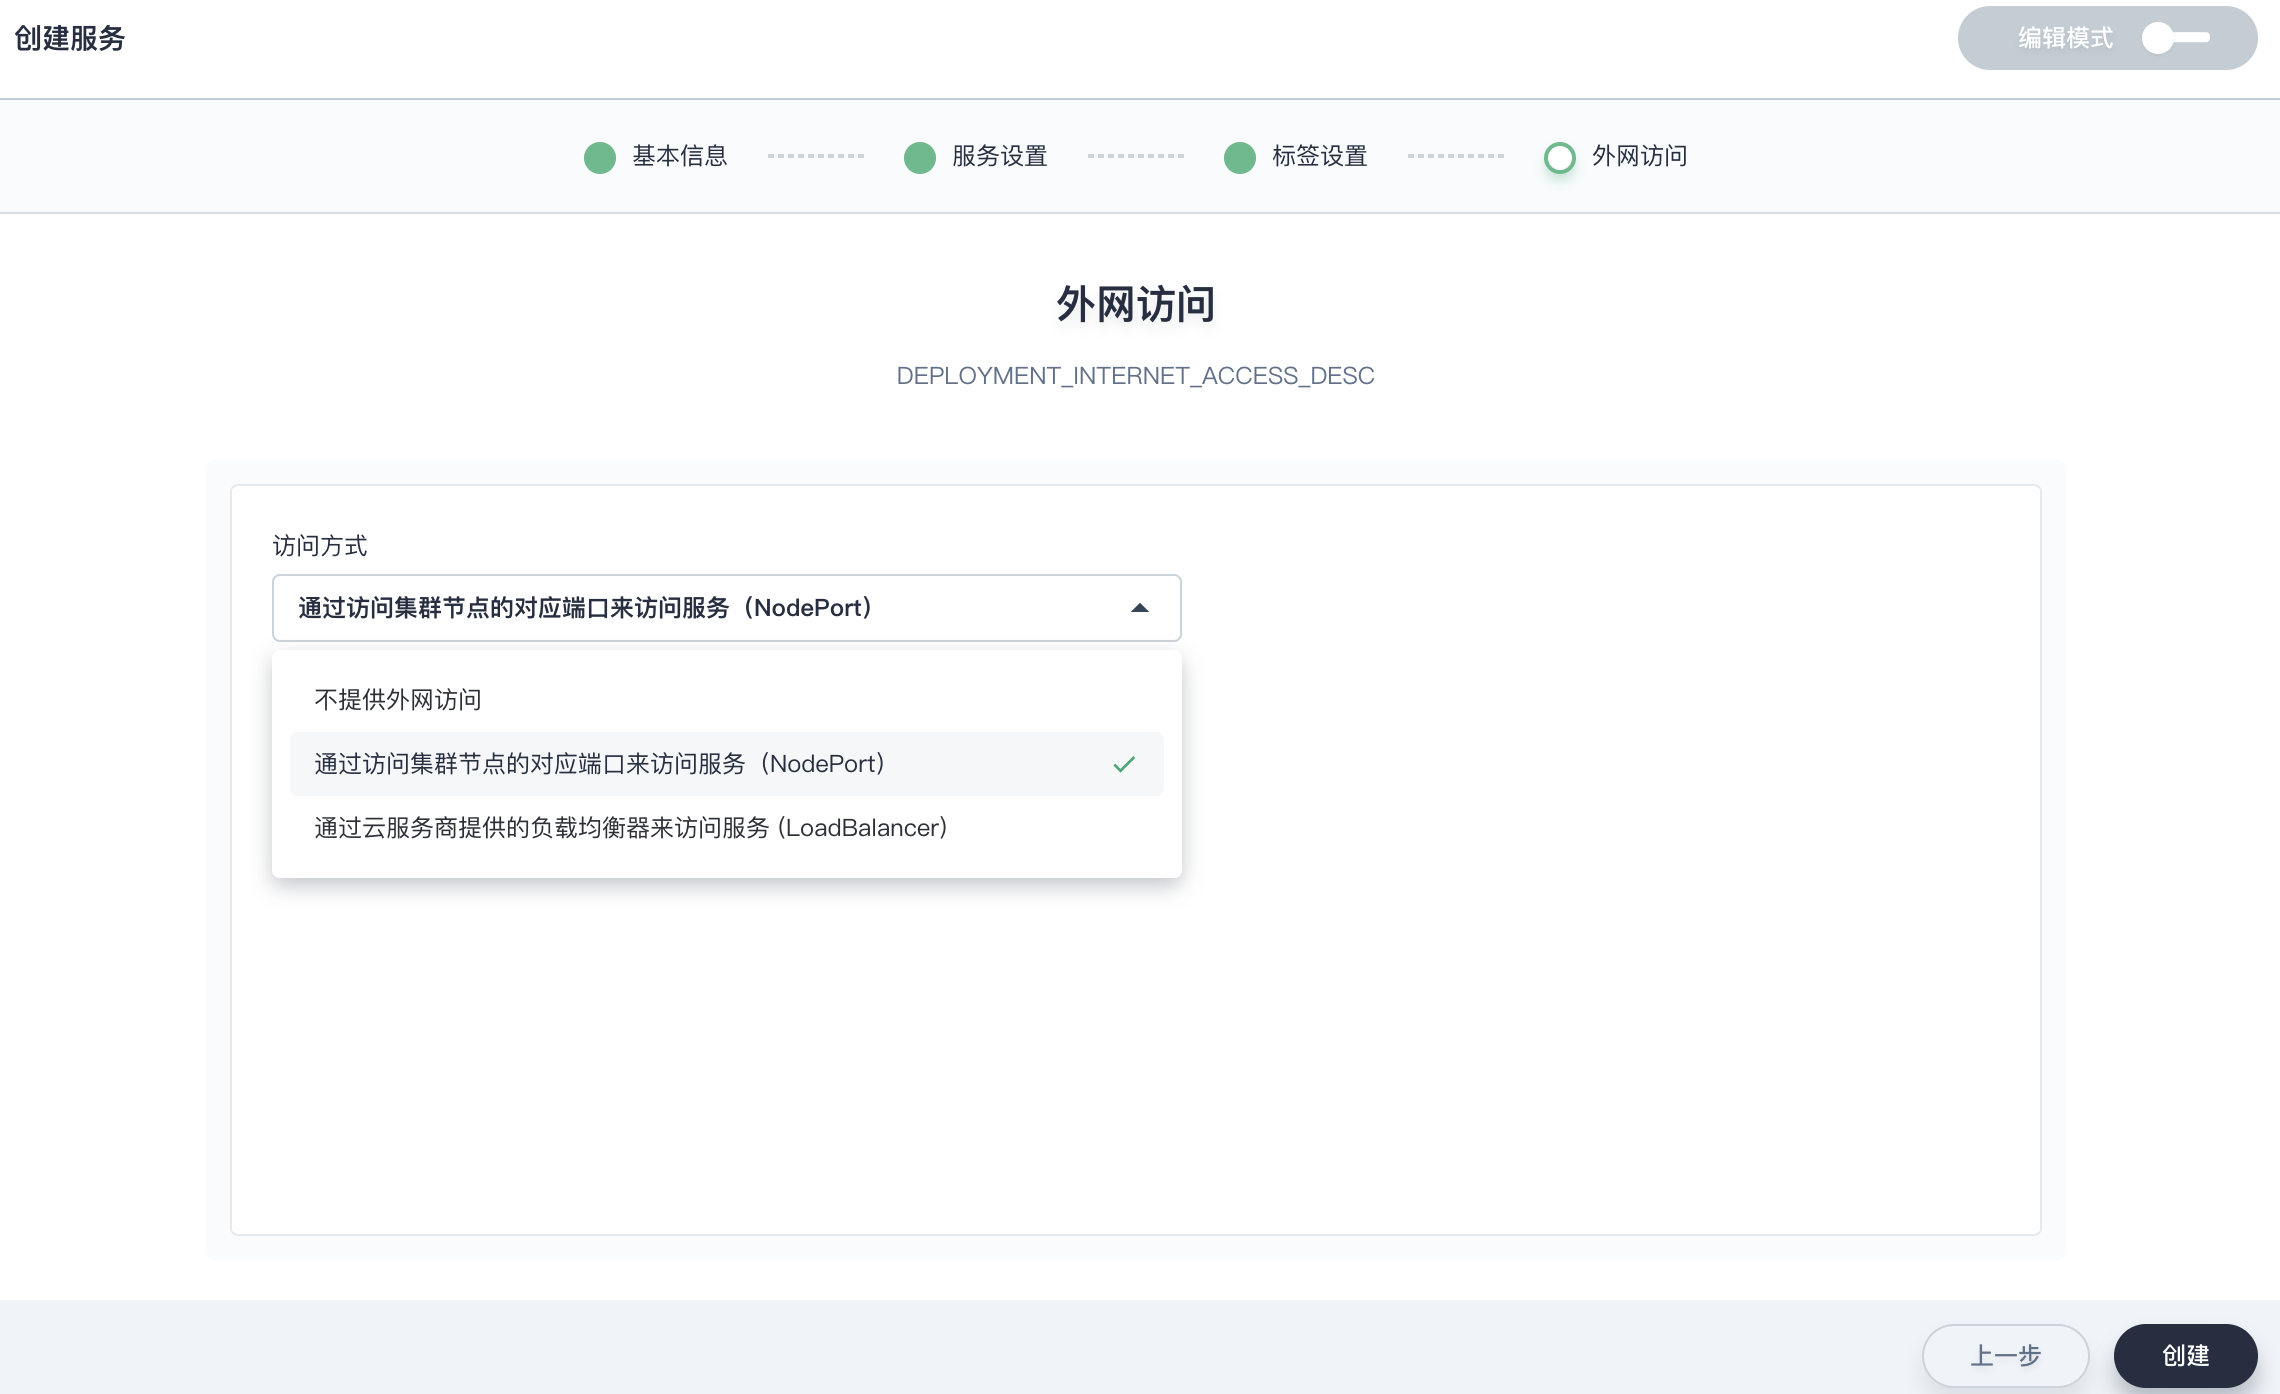 创建服务
编辑模式
基本信息
服务设置
标签设置
外网访问
外网访问
DEPLOYMENT_INTERNET_ACCESS_DESC
访问方式
通过访问集群节点的对应端口来访问服务（NodePort）
不提供外网访问
通过访问集群节点的对应端口来访问服务（NodePort）
通过云服务商提供的负载均衡器来访问服务 (LoadBalancer)
上一步
创建